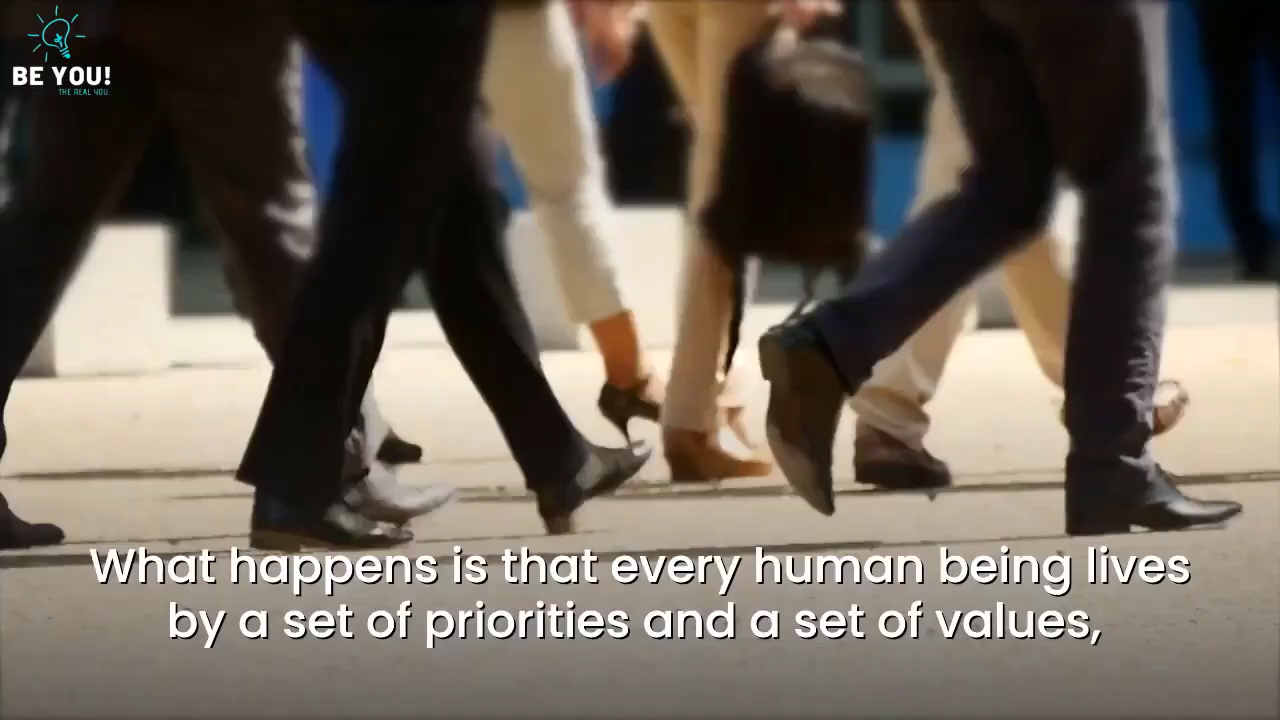 BE YOU!
THE REAL YOU
What happens is that every human being lives
by a set of priorities and a set of values,